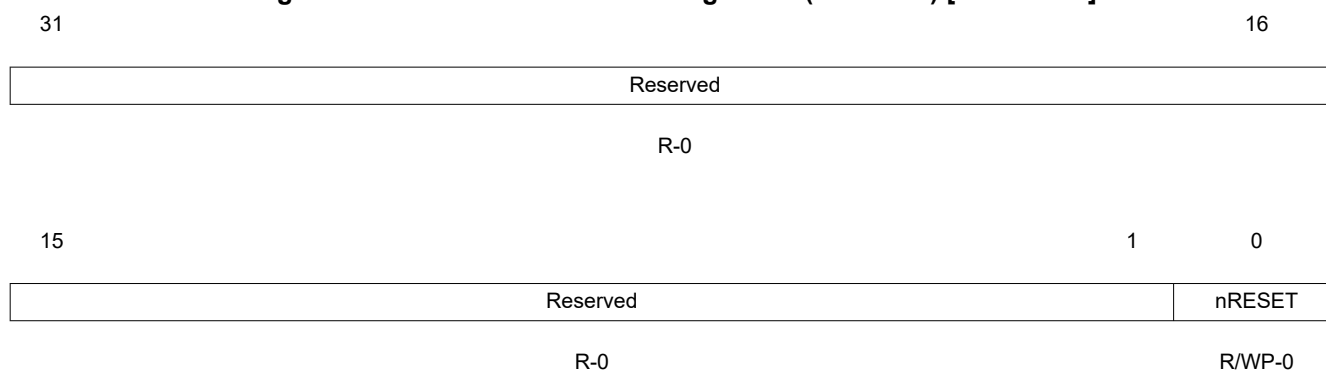 31 16
Reserved
R-0
15 1 0
Reserved nRESET
R-0 R/WP-0